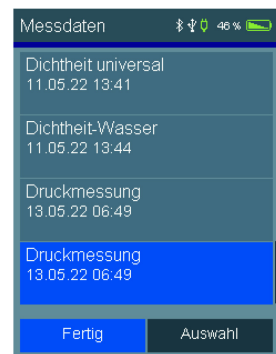 Messdaten 46 %
Dichtheit universal
11.05.22 13:41
Dichtheit-Wasser
11.05.22 13:44
Druckmessung
13.05.22 06:49
Druckmessung
13.05.22 06:49
Fertig Auswahl